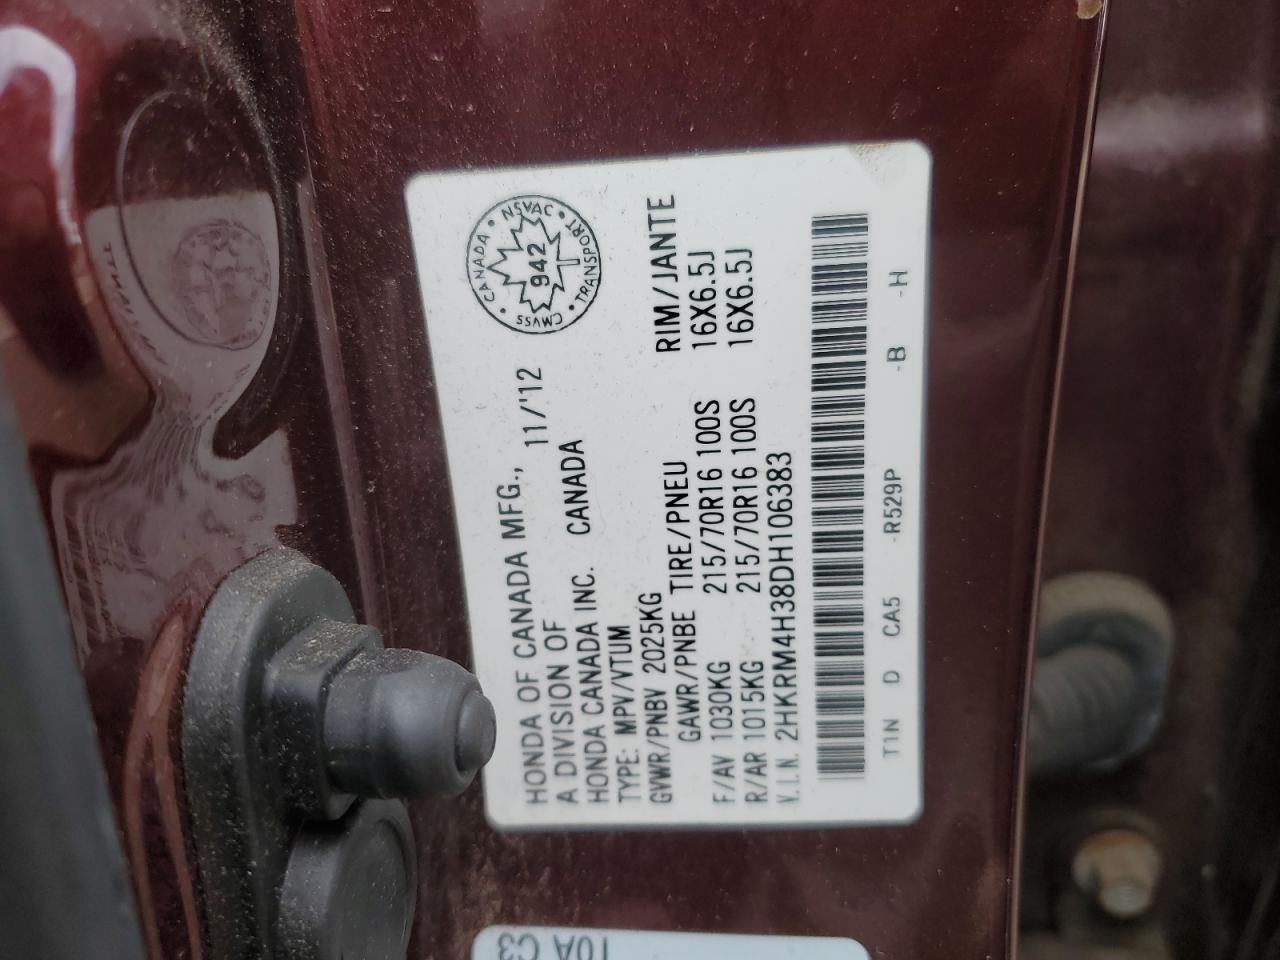 HONDA OF CANADA MFG., 11/'12
A DIVISION OF
HONDA CANADA INC. CANADA
TYPE: MPV/VTUM
GVWR/PNBV 2025KG
GAWR/PNBE TIRE/PNEU RIM/JANTE
F/AV 1030KG 215/70R16 100S 16X6.5J
R/AR 1015KG 215/70R16 100S 16X6.5J
V.I.N. 2HKRM4H38DH106383
T1N D CA5 -R529P -B -H
CANADA • NSVAC • TRANSPORT • CMVSS •
942